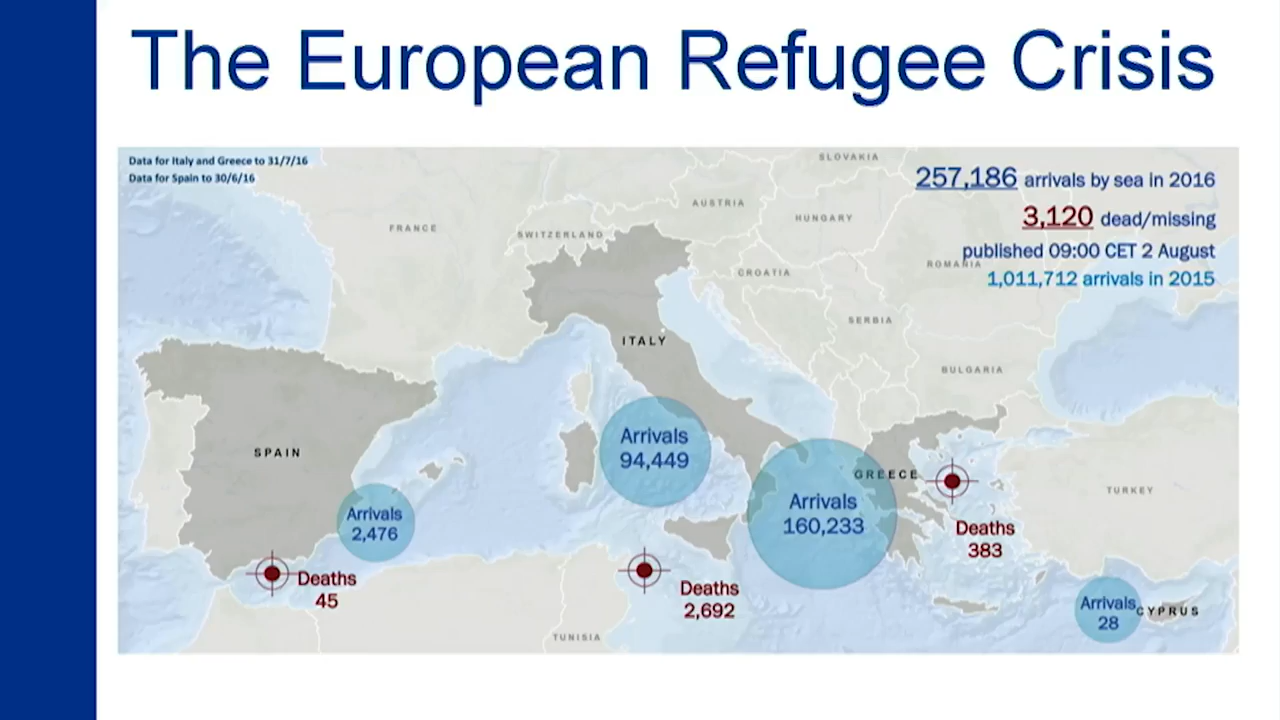 The European Refugee Crisis
Data for Italy and Greece to 31/7/16
Data for Spain to 30/6/16
257,186 arrivals by sea in 2016
3,120 dead/missing
published 09:00 CET 2 August
1,011,712 arrivals in 2015
SLOVAKIA
AUSTRIA
HUNGARY
FRANCE
SWITZERLAND
ROMANIA
CROATIA
SERBIA
ITALY
BULGARIA
SPAIN
Arrivals
94,449
GREECE
Arrivals
160,233
TURKEY
Arrivals
2,476
Deaths
383
Deaths
45
Deaths
2,692
Arrivals
28
CYPRUS
TUNISIA